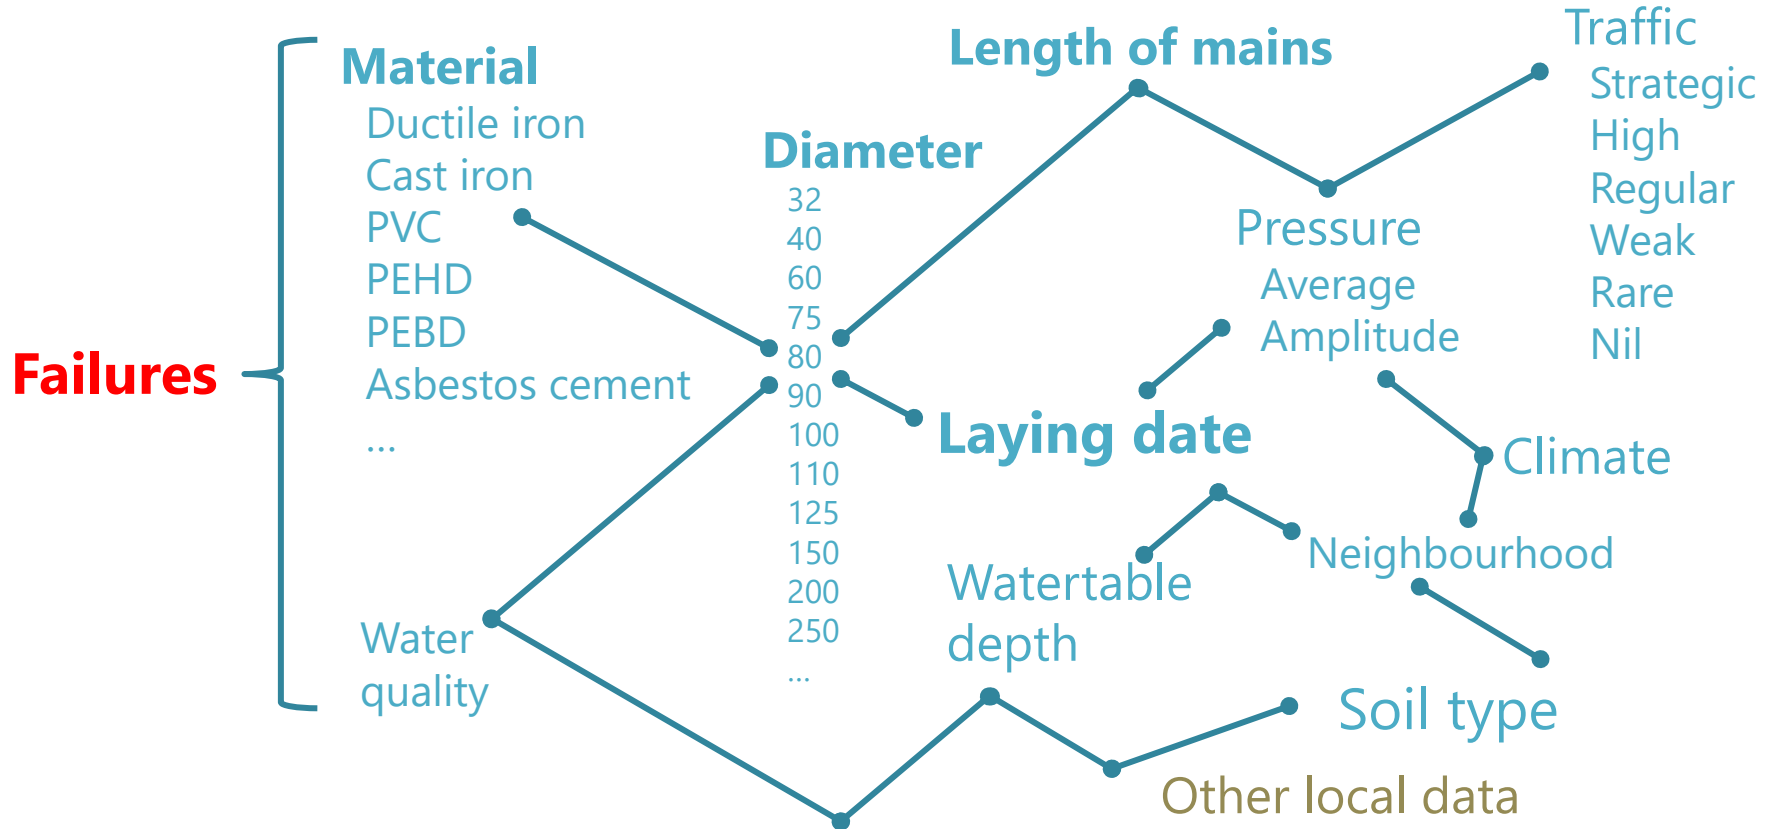 Failures
Material
Ductile iron
Cast iron
PVC
PEHD
PEBD
Asbestos cement
...
Water
quality
Diameter
32
40
60
75
80
90
100
110
125
150
200
250
...
Length of mains
Laying date
Watertable
depth
Pressure
Average
Amplitude
Traffic
Strategic
High
Regular
Weak
Rare
Nil
Climate
Neighbourhood
Soil type
Other local data